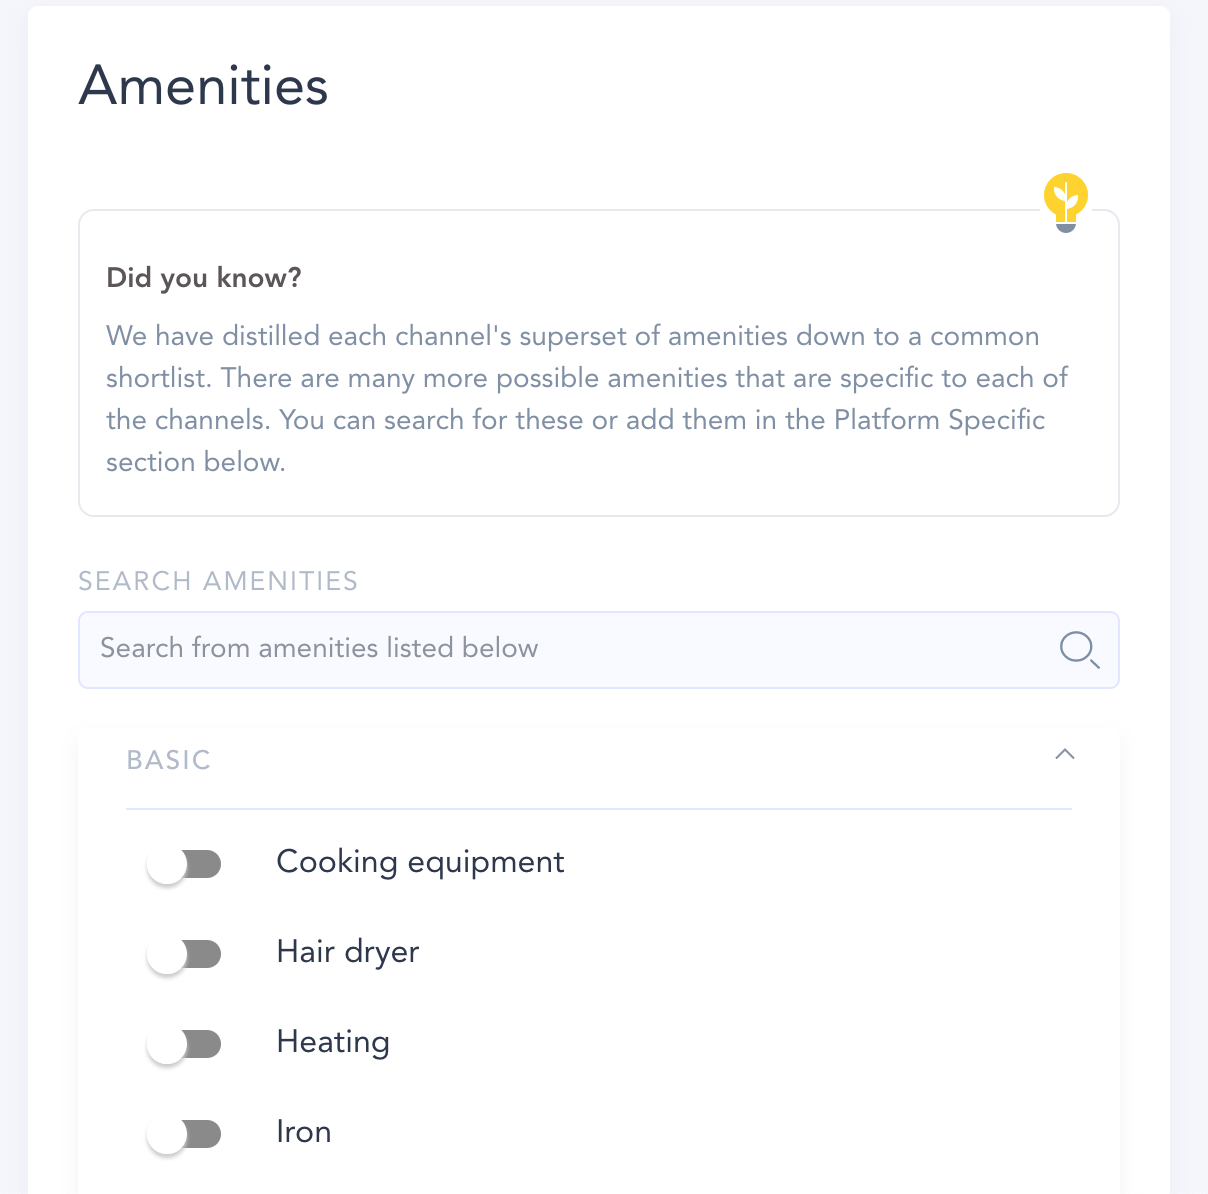 Amenities
Did you know?
We have distilled each channel's superset of amenities down to a common
shortlist. There are many more possible amenities that are specific to each of
the channels. You can search for these or add them in the Platform Specific
section below.
SEARCH AMENITIES
Search from amenities listed below
BASIC
Cooking equipment
Hair dryer
Heating
Iron